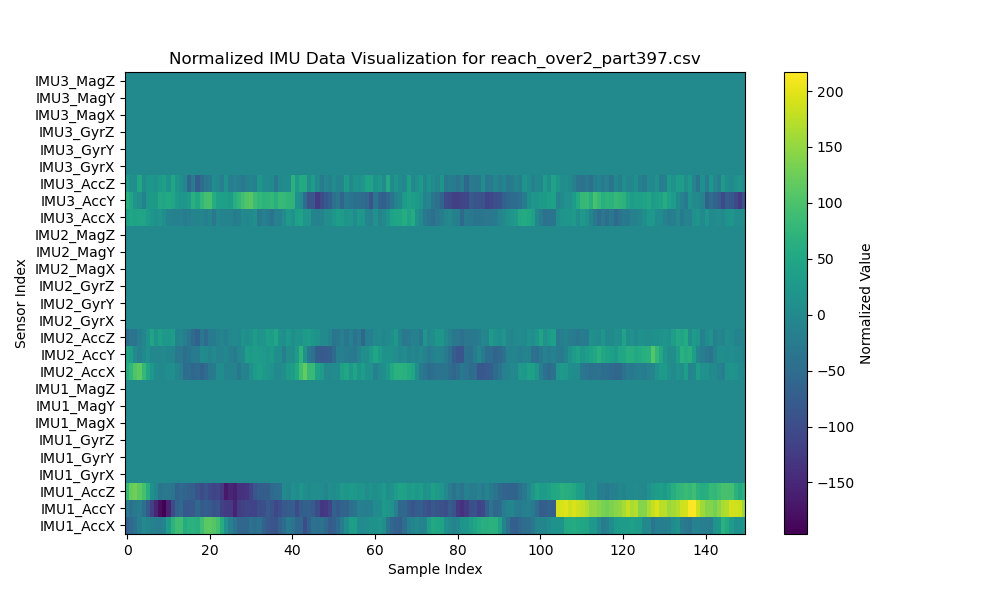 Normalized IMU Data Visualization for reach_over2_part397.csv
IMU3_MagZ
IMU3_MagY
IMU3_MagX
IMU3_GyrZ
IMU3_GyrY
IMU3_GyrX
IMU3_AccZ
IMU3_AccY
IMU3_AccX
IMU2_MagZ
IMU2_MagY
IMU2_MagX
IMU2_GyrZ
IMU2_GyrY
IMU2_GyrX
IMU2_AccZ
IMU2_AccY
IMU2_AccX
IMU1_MagZ
IMU1_MagY
IMU1_MagX
IMU1_GyrZ
IMU1_GyrY
IMU1_GyrX
IMU1_AccZ
IMU1_AccY
IMU1_AccX
Sensor Index
0 20 40 60 80 100 120 140
Sample Index
200
150
100
50
0
−50
−100
−150
Normalized Value